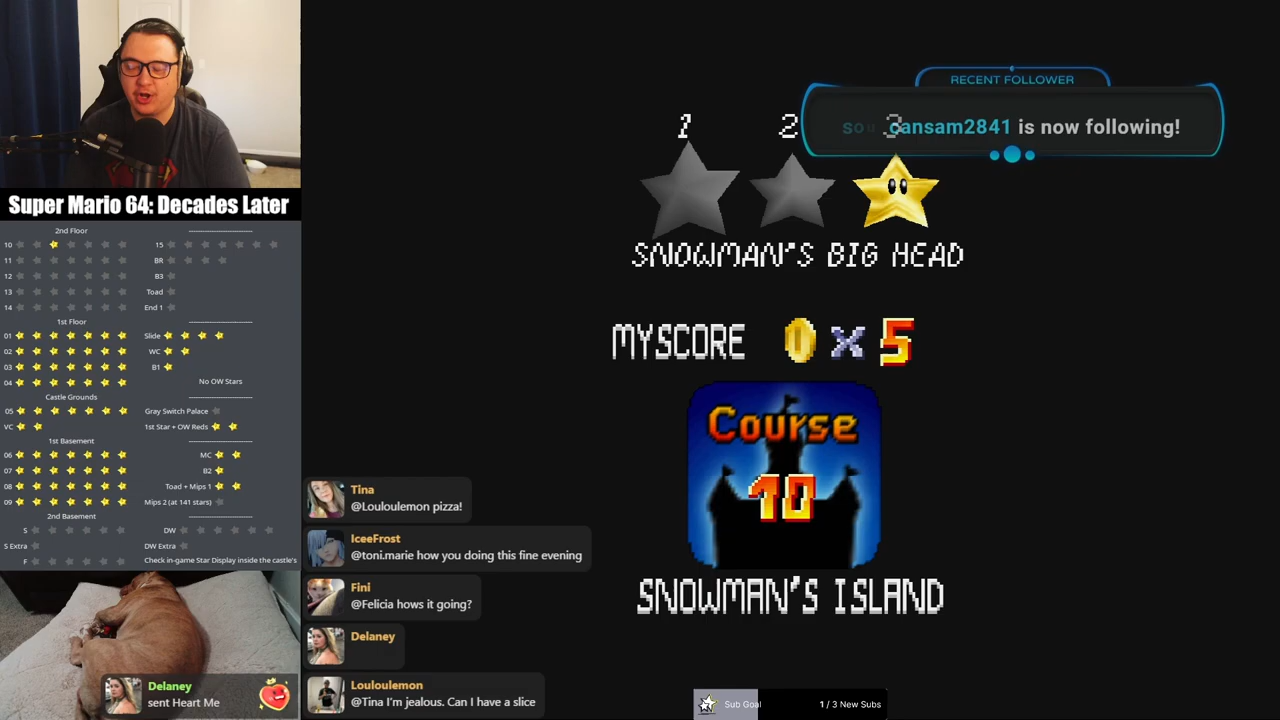 RECENT FOLLOWER
cansam2841 is now following!
1 2 3
SNOWMAN'S BIG HEAD
MYSCORE 0 x 5
Course
10
SNOWMAN'S ISLAND
Super Mario 64: Decades Later
2nd Floor
10 15
11 BR
12 B3
13 Toad
14 End 1
1st Floor
01 Slide
02 WC
03 B1
04 No OW Stars
Castle Grounds
05 Gray Switch Palace
VC 1st Star + OW Reds
1st Basement
06 MC
07 B2
08 Toad + Mips 1
09 Mips 2 (at 141 stars)
2nd Basement
S DW
S Extra DW Extra
F Check in-game Star Display inside the castle's
Tina
@Louloulemon pizza!
IceeFrost
@toni.marie how you doing this fine evening
Fini
@Felicia hows it going?
Delaney
Louloulemon
@Tina I'm jealous. Can I have a slice
Delaney
sent Heart Me
Sub Goal 1 / 3 New Subs